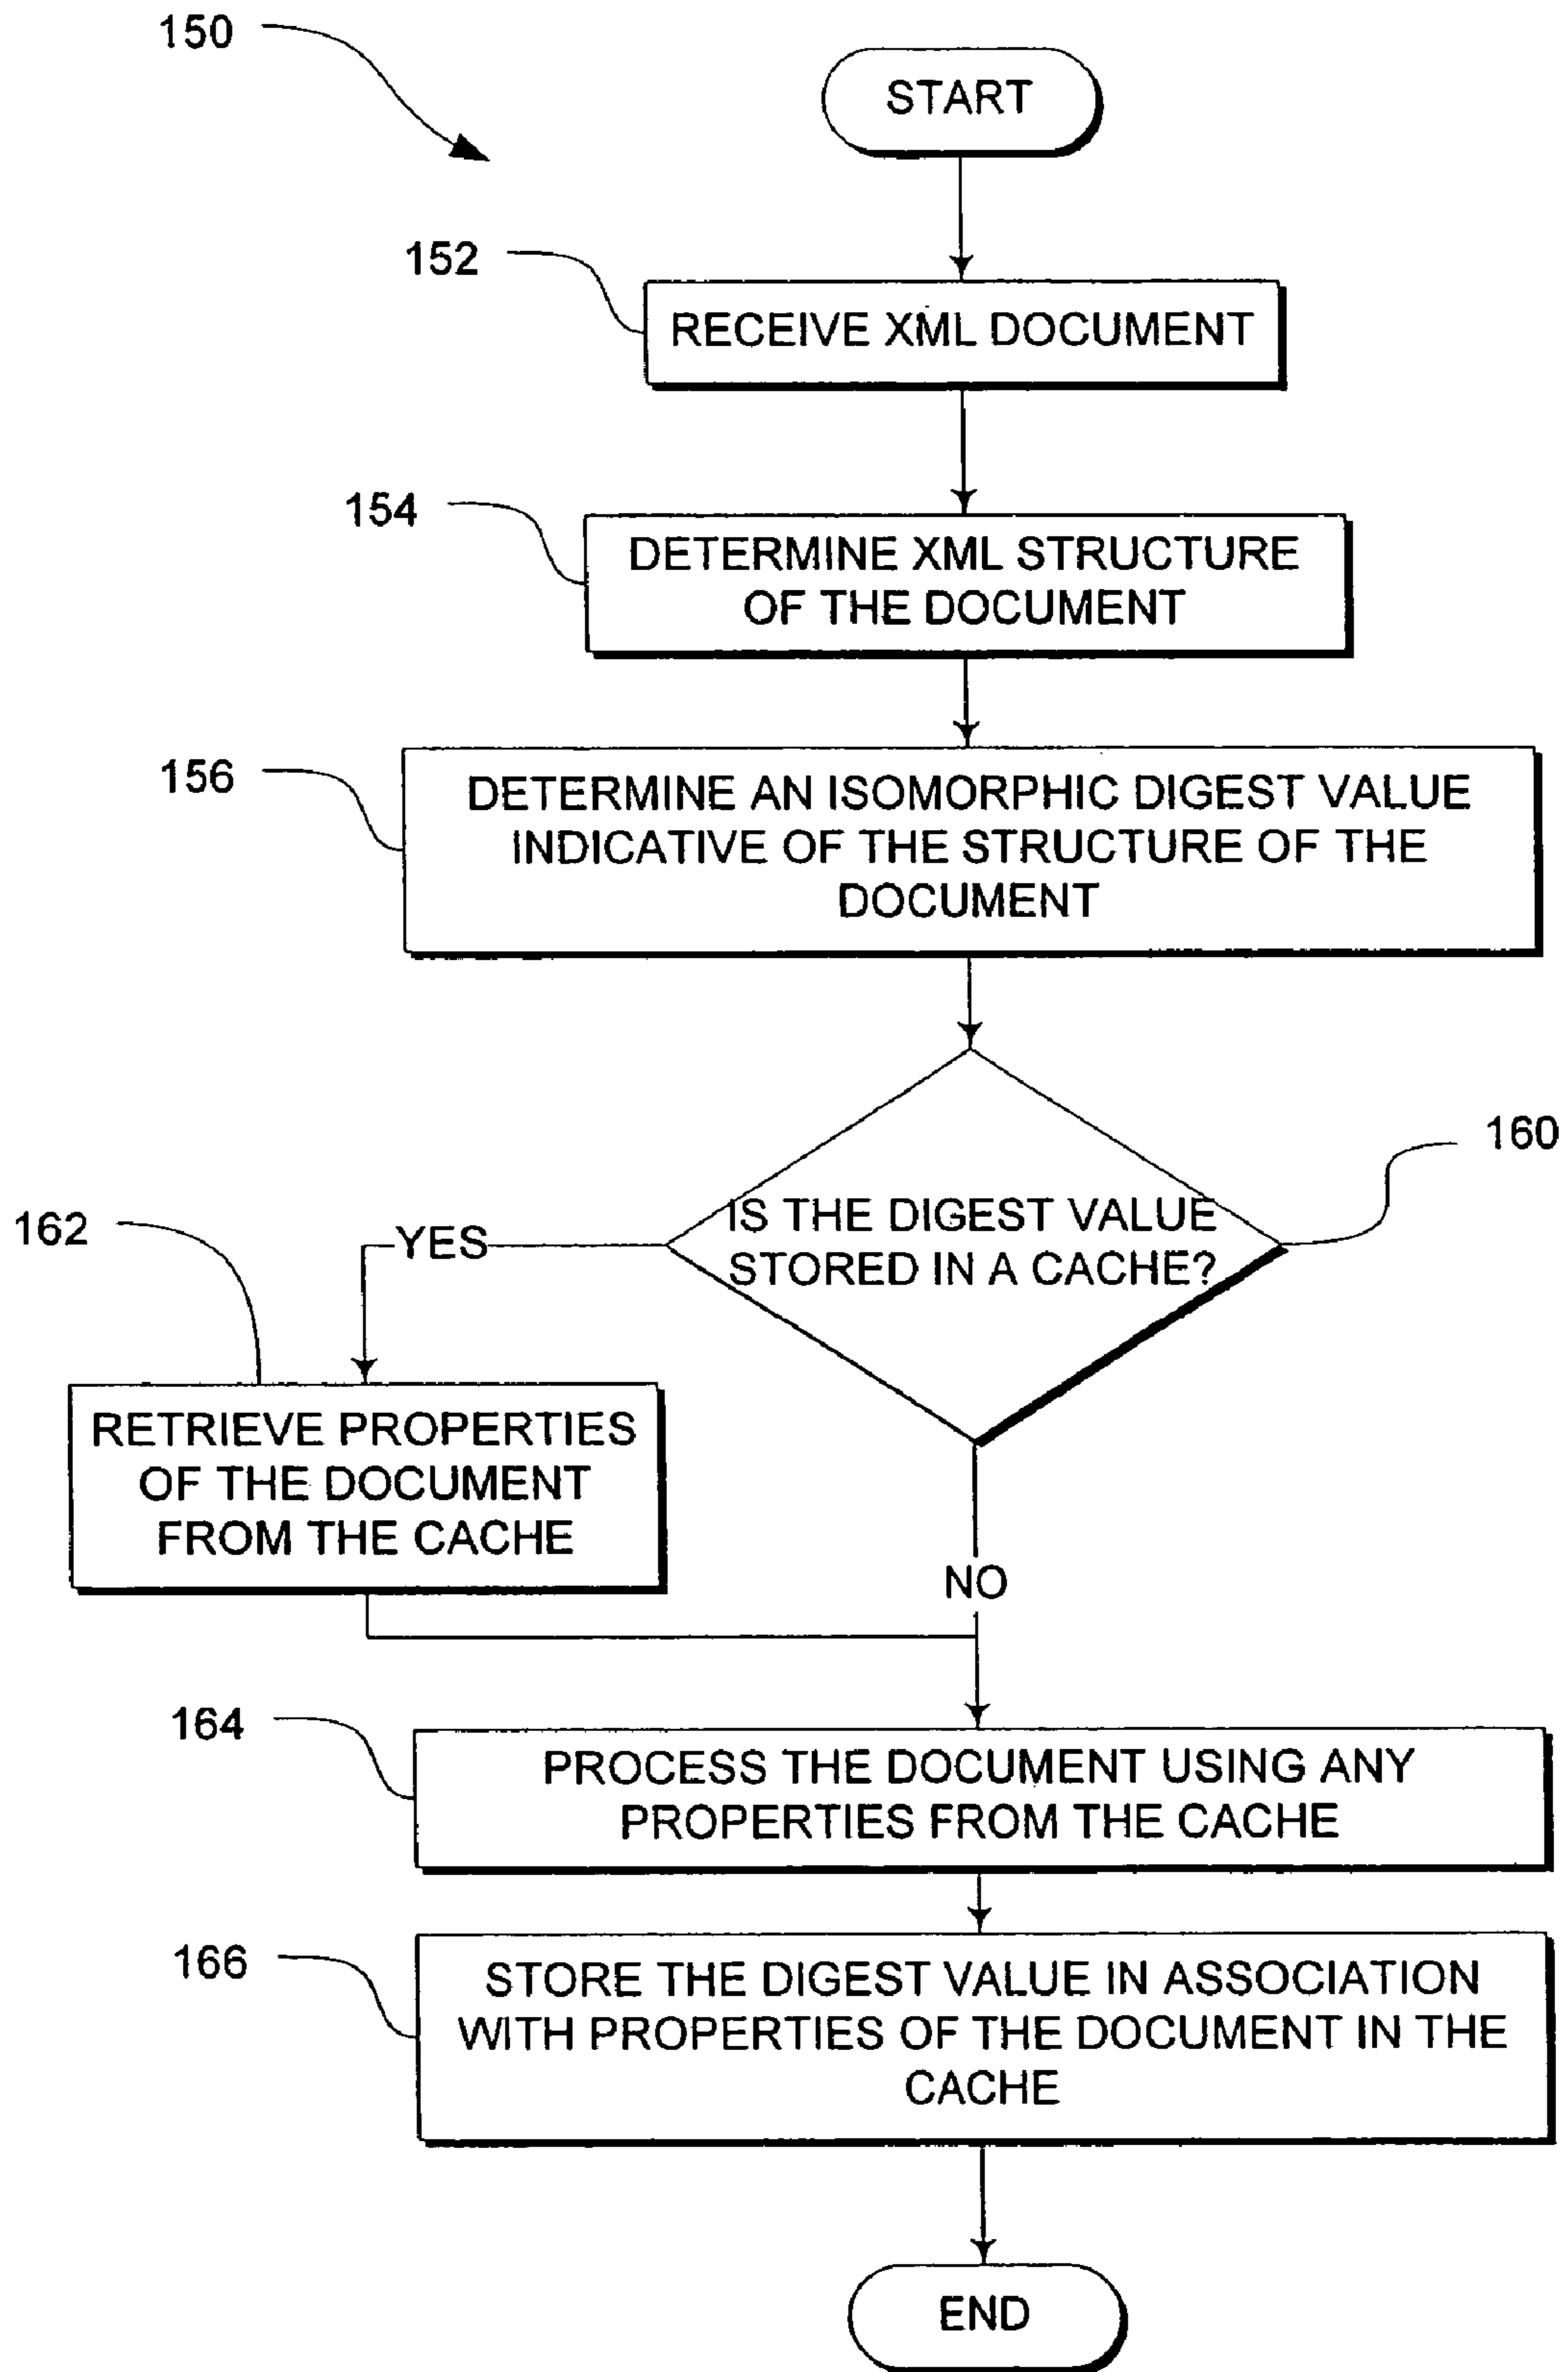 150
START
152
RECEIVE XML DOCUMENT
154
DETERMINE XML STRUCTURE
OF THE DOCUMENT
156
DETERMINE AN ISOMORPHIC DIGEST VALUE
INDICATIVE OF THE STRUCTURE OF THE
DOCUMENT
160
IS THE DIGEST VALUE
STORED IN A CACHE?
YES
162
RETRIEVE PROPERTIES
OF THE DOCUMENT
FROM THE CACHE
NO
164
PROCESS THE DOCUMENT USING ANY
PROPERTIES FROM THE CACHE
166
STORE THE DIGEST VALUE IN ASSOCIATION
WITH PROPERTIES OF THE DOCUMENT IN THE
CACHE
END